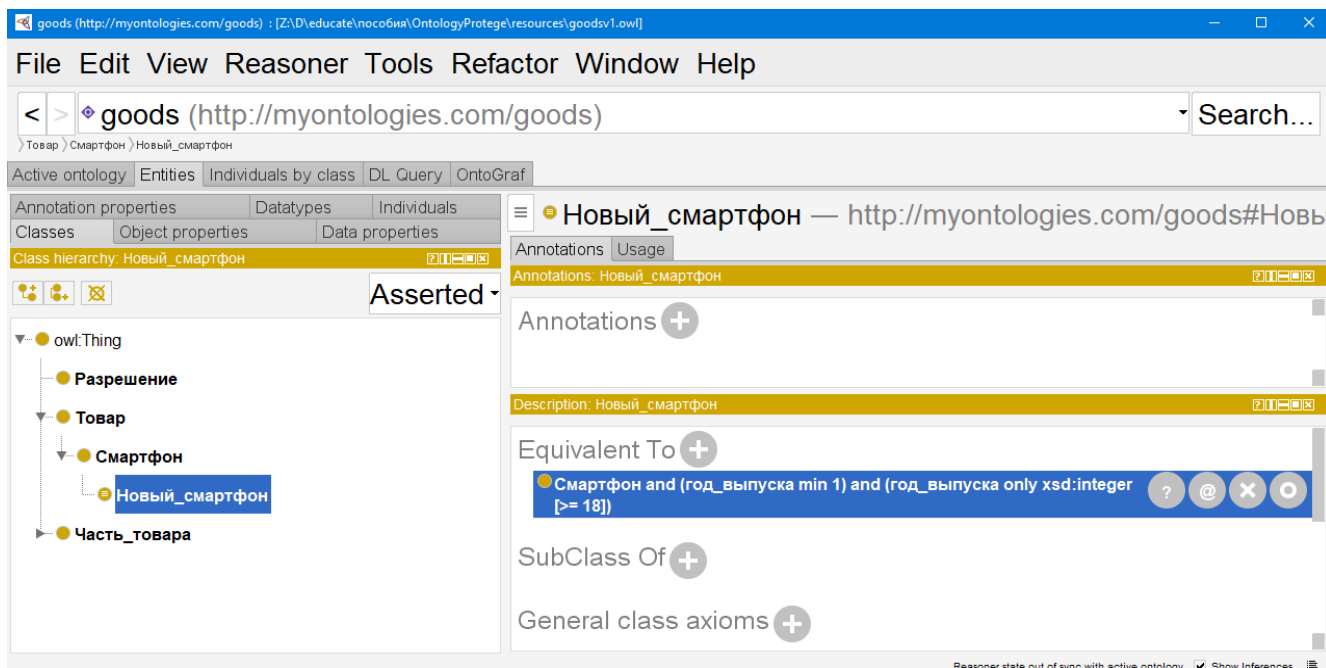 goods (http://myontologies.com/goods) : [Z:\D\educate\пособия\OntologyProtege\resources\goodsv1.owl]
File Edit View Reasoner Tools Refactor Window Help
< > goods (http://myontologies.com/goods) Search...
Товар Смартфон Новый_смартфон
Active ontology Entities Individuals by class DL Query OntoGraf
Annotation properties Datatypes Individuals
Classes Object properties Data properties
Class hierarchy: Новый_смартфон
Asserted
owl:Thing
Разрешение
Товар
Смартфон
Новый_смартфон
Часть_товара
Новый_смартфон — http://myontologies.com/goods#Новы
Annotations Usage
Annotations: Новый_смартфон
Annotations
Description: Новый_смартфон
Equivalent To
Смартфон and (год_выпуска min 1) and (год_выпуска only xsd:integer
[>= 18])
? @
SubClass Of
General class axioms
Reasoner state out of sync with active ontology Show Inferences